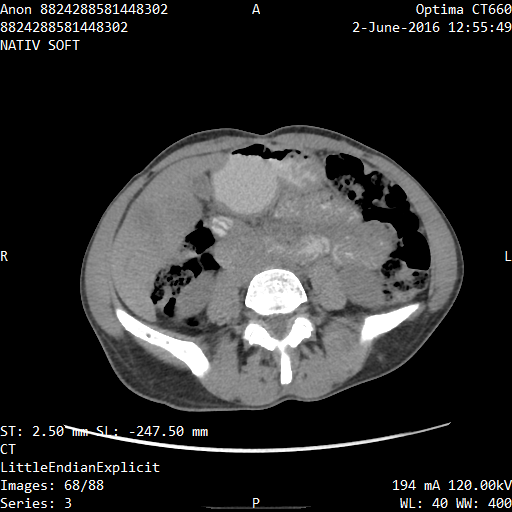 Anon 8824288581448302
A
Optima CT660
8824288581448302
2-June-2016 12:55:49
NATIV SOFT
R
L
ST: 2.50 mm SL: -247.50 mm
CT
LittleEndianExplicit
Images: 68/88
194 mA 120.00kV
Series: 3
P
WL: 40 WW: 400